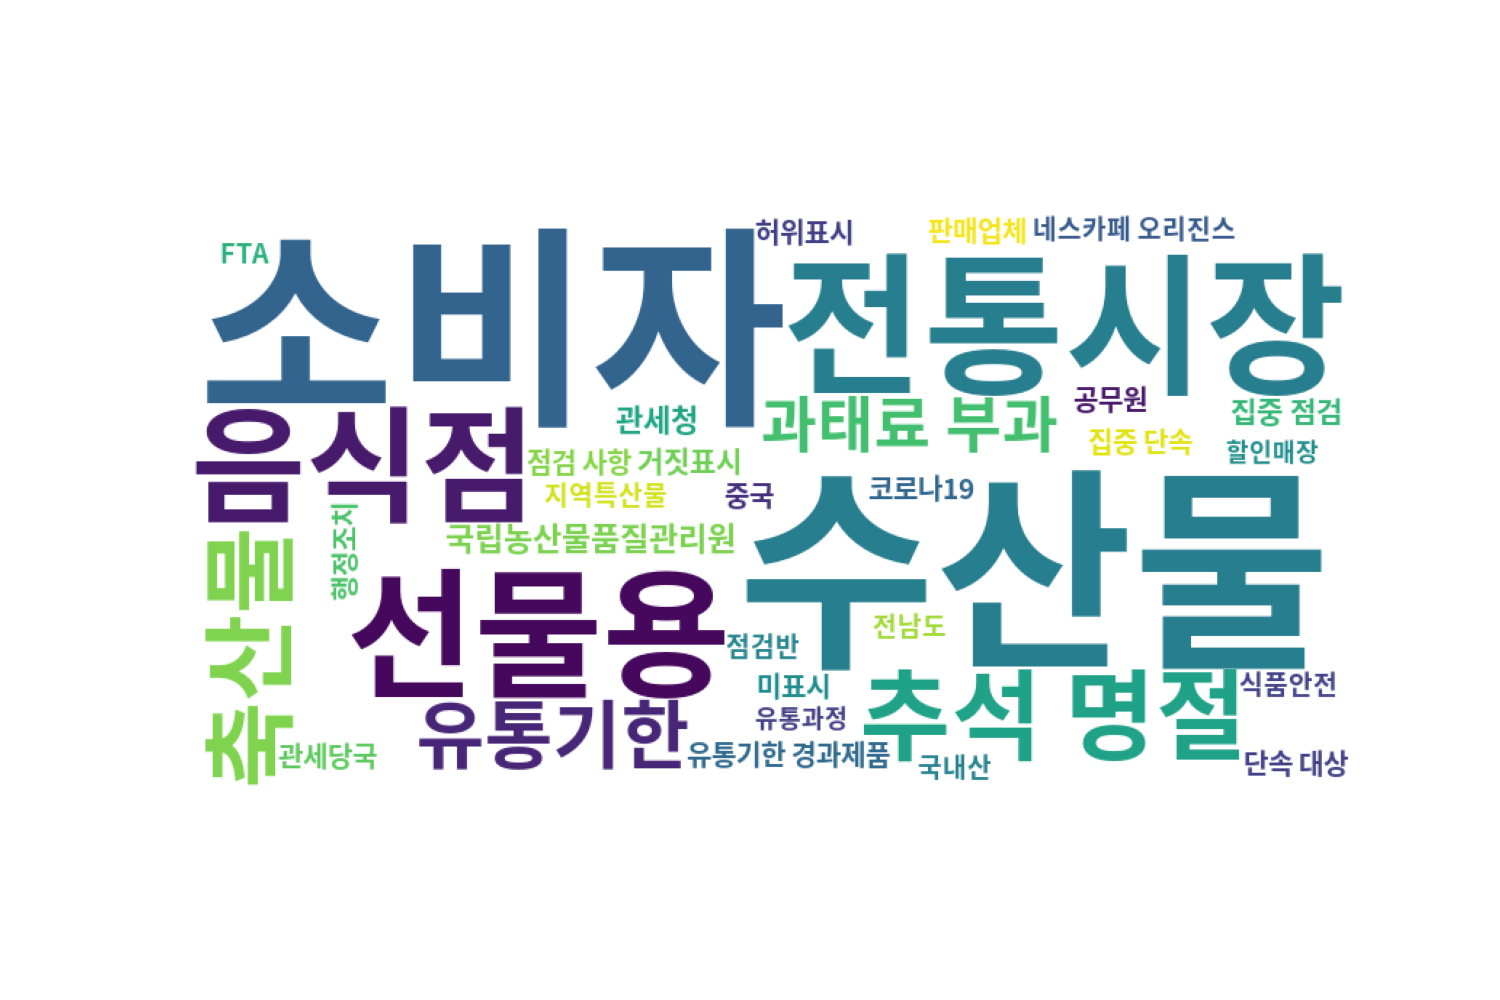 FTA
소비자
허위표시
판매업체
네스카페 오리진스
전통시장
음식점
관세청
과태료 부과
공무원
집중 점검
점검 사항 거짓표시
집중 단속
할인매장
지역특산물
중국
코로나19
축산물
행정조치
국립농산물품질관리원
수산물
선물용
점검반
전남도
미표시
추석 명절
식품안전
유통기한
유통과정
관세당국
유통기한 경과제품
국내산
단속 대상